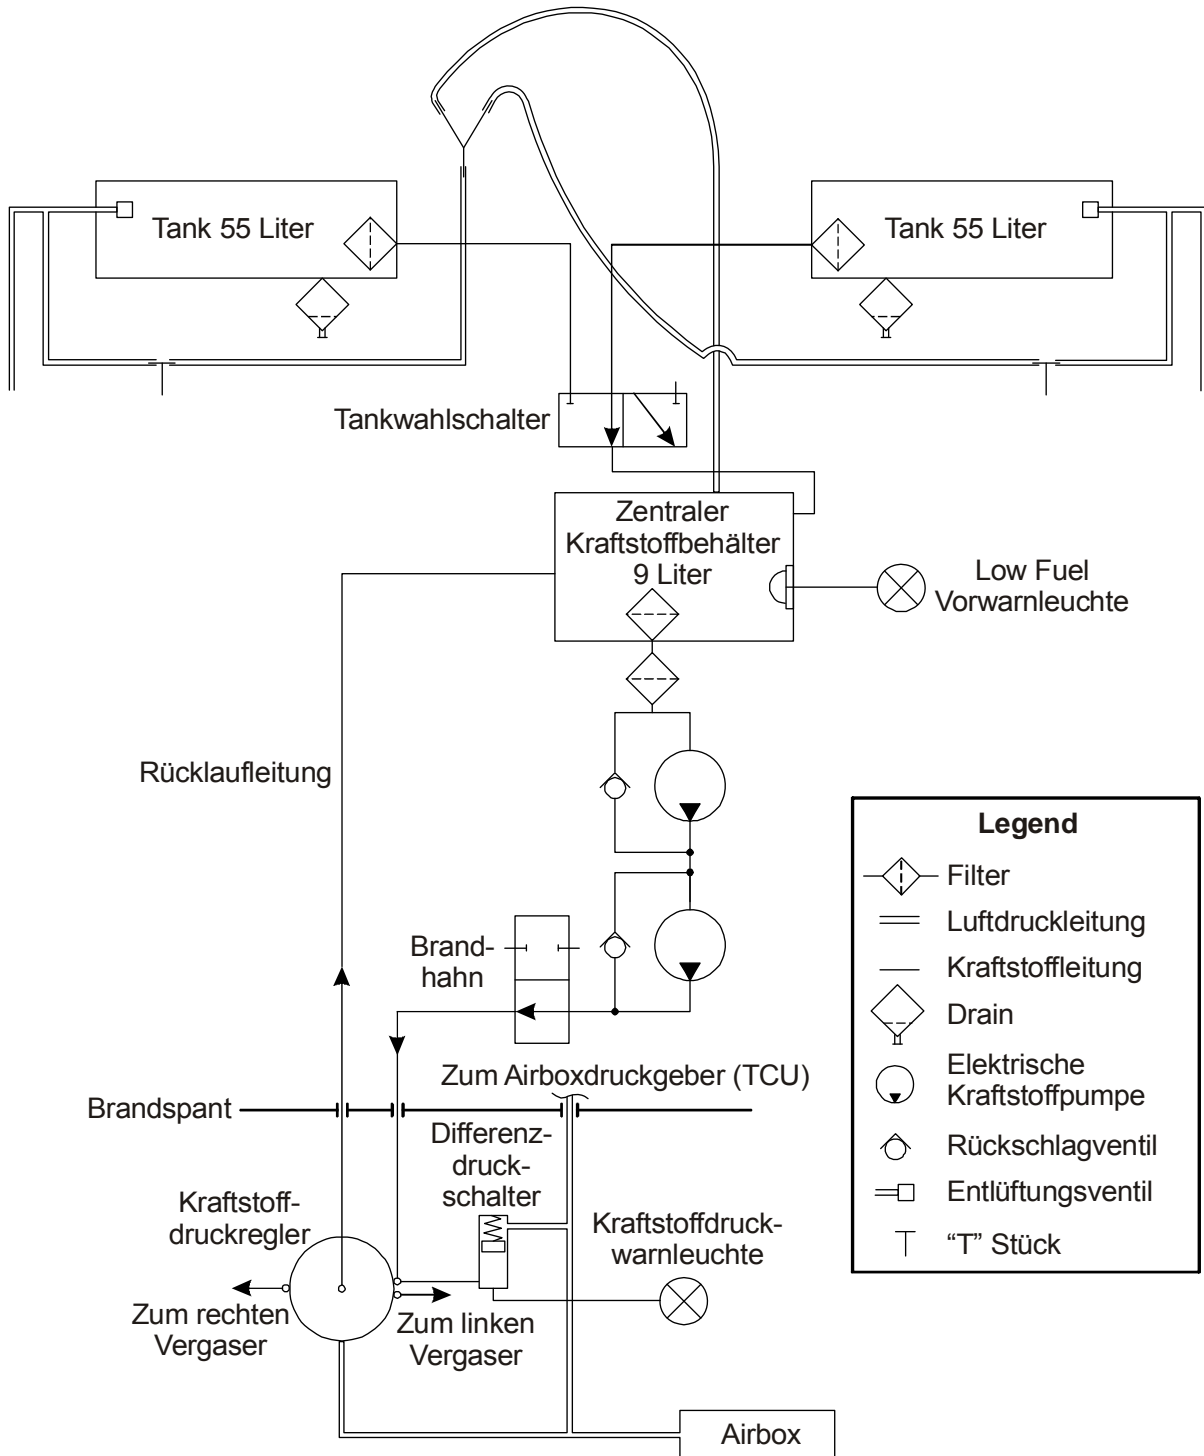 Tank 55 Liter
Tank 55 Liter
Tankwahlschalter
Zentraler
Kraftstoffbehälter
9 Liter
Low Fuel
Vorwarnleuchte
Rücklaufleitung
Brand-
hahn
Zum Airboxdruckgeber (TCU)
Brandspant
Differenz-
druck-
schalter
Kraftstoff-
druckregler
Kraftstoffdruck-
warnleuchte
Zum rechten
Vergaser
Zum linken
Vergaser
Airbox
Legend
Filter
Luftdruckleitung
Kraftstoffleitung
Drain
Elektrische
Kraftstoffpumpe
Rückschlagventil
Entlüftungsventil
“T” Stück